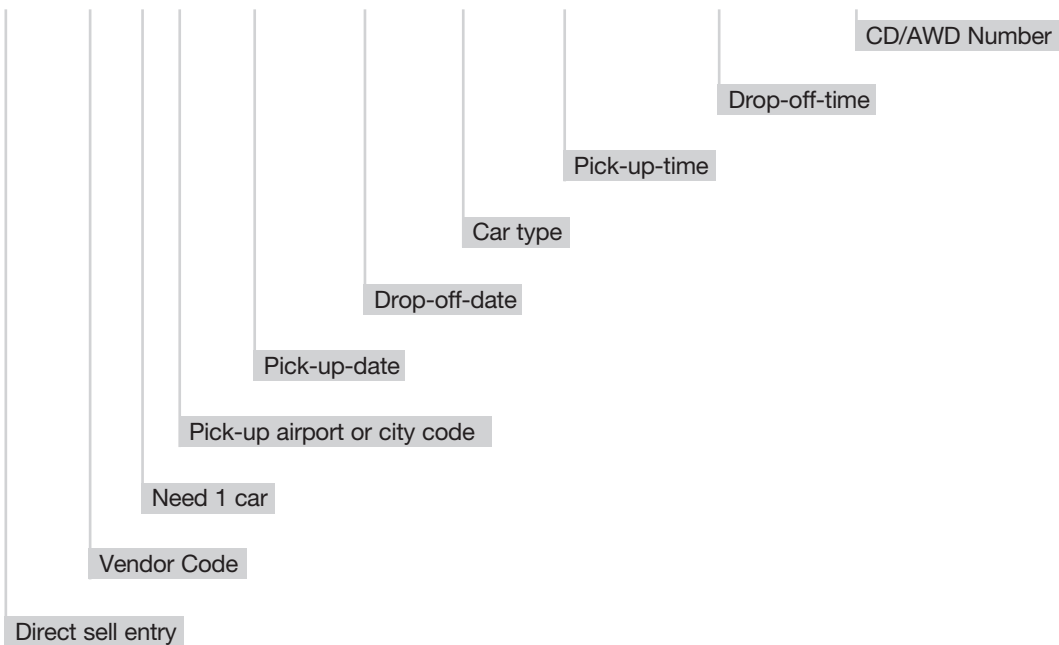 CD/AWD Number
Drop-off-time
Pick-up-time
Car type
Drop-off-date
Pick-up-date
Pick-up airport or city code
Need 1 car
Vendor Code
Direct sell entry